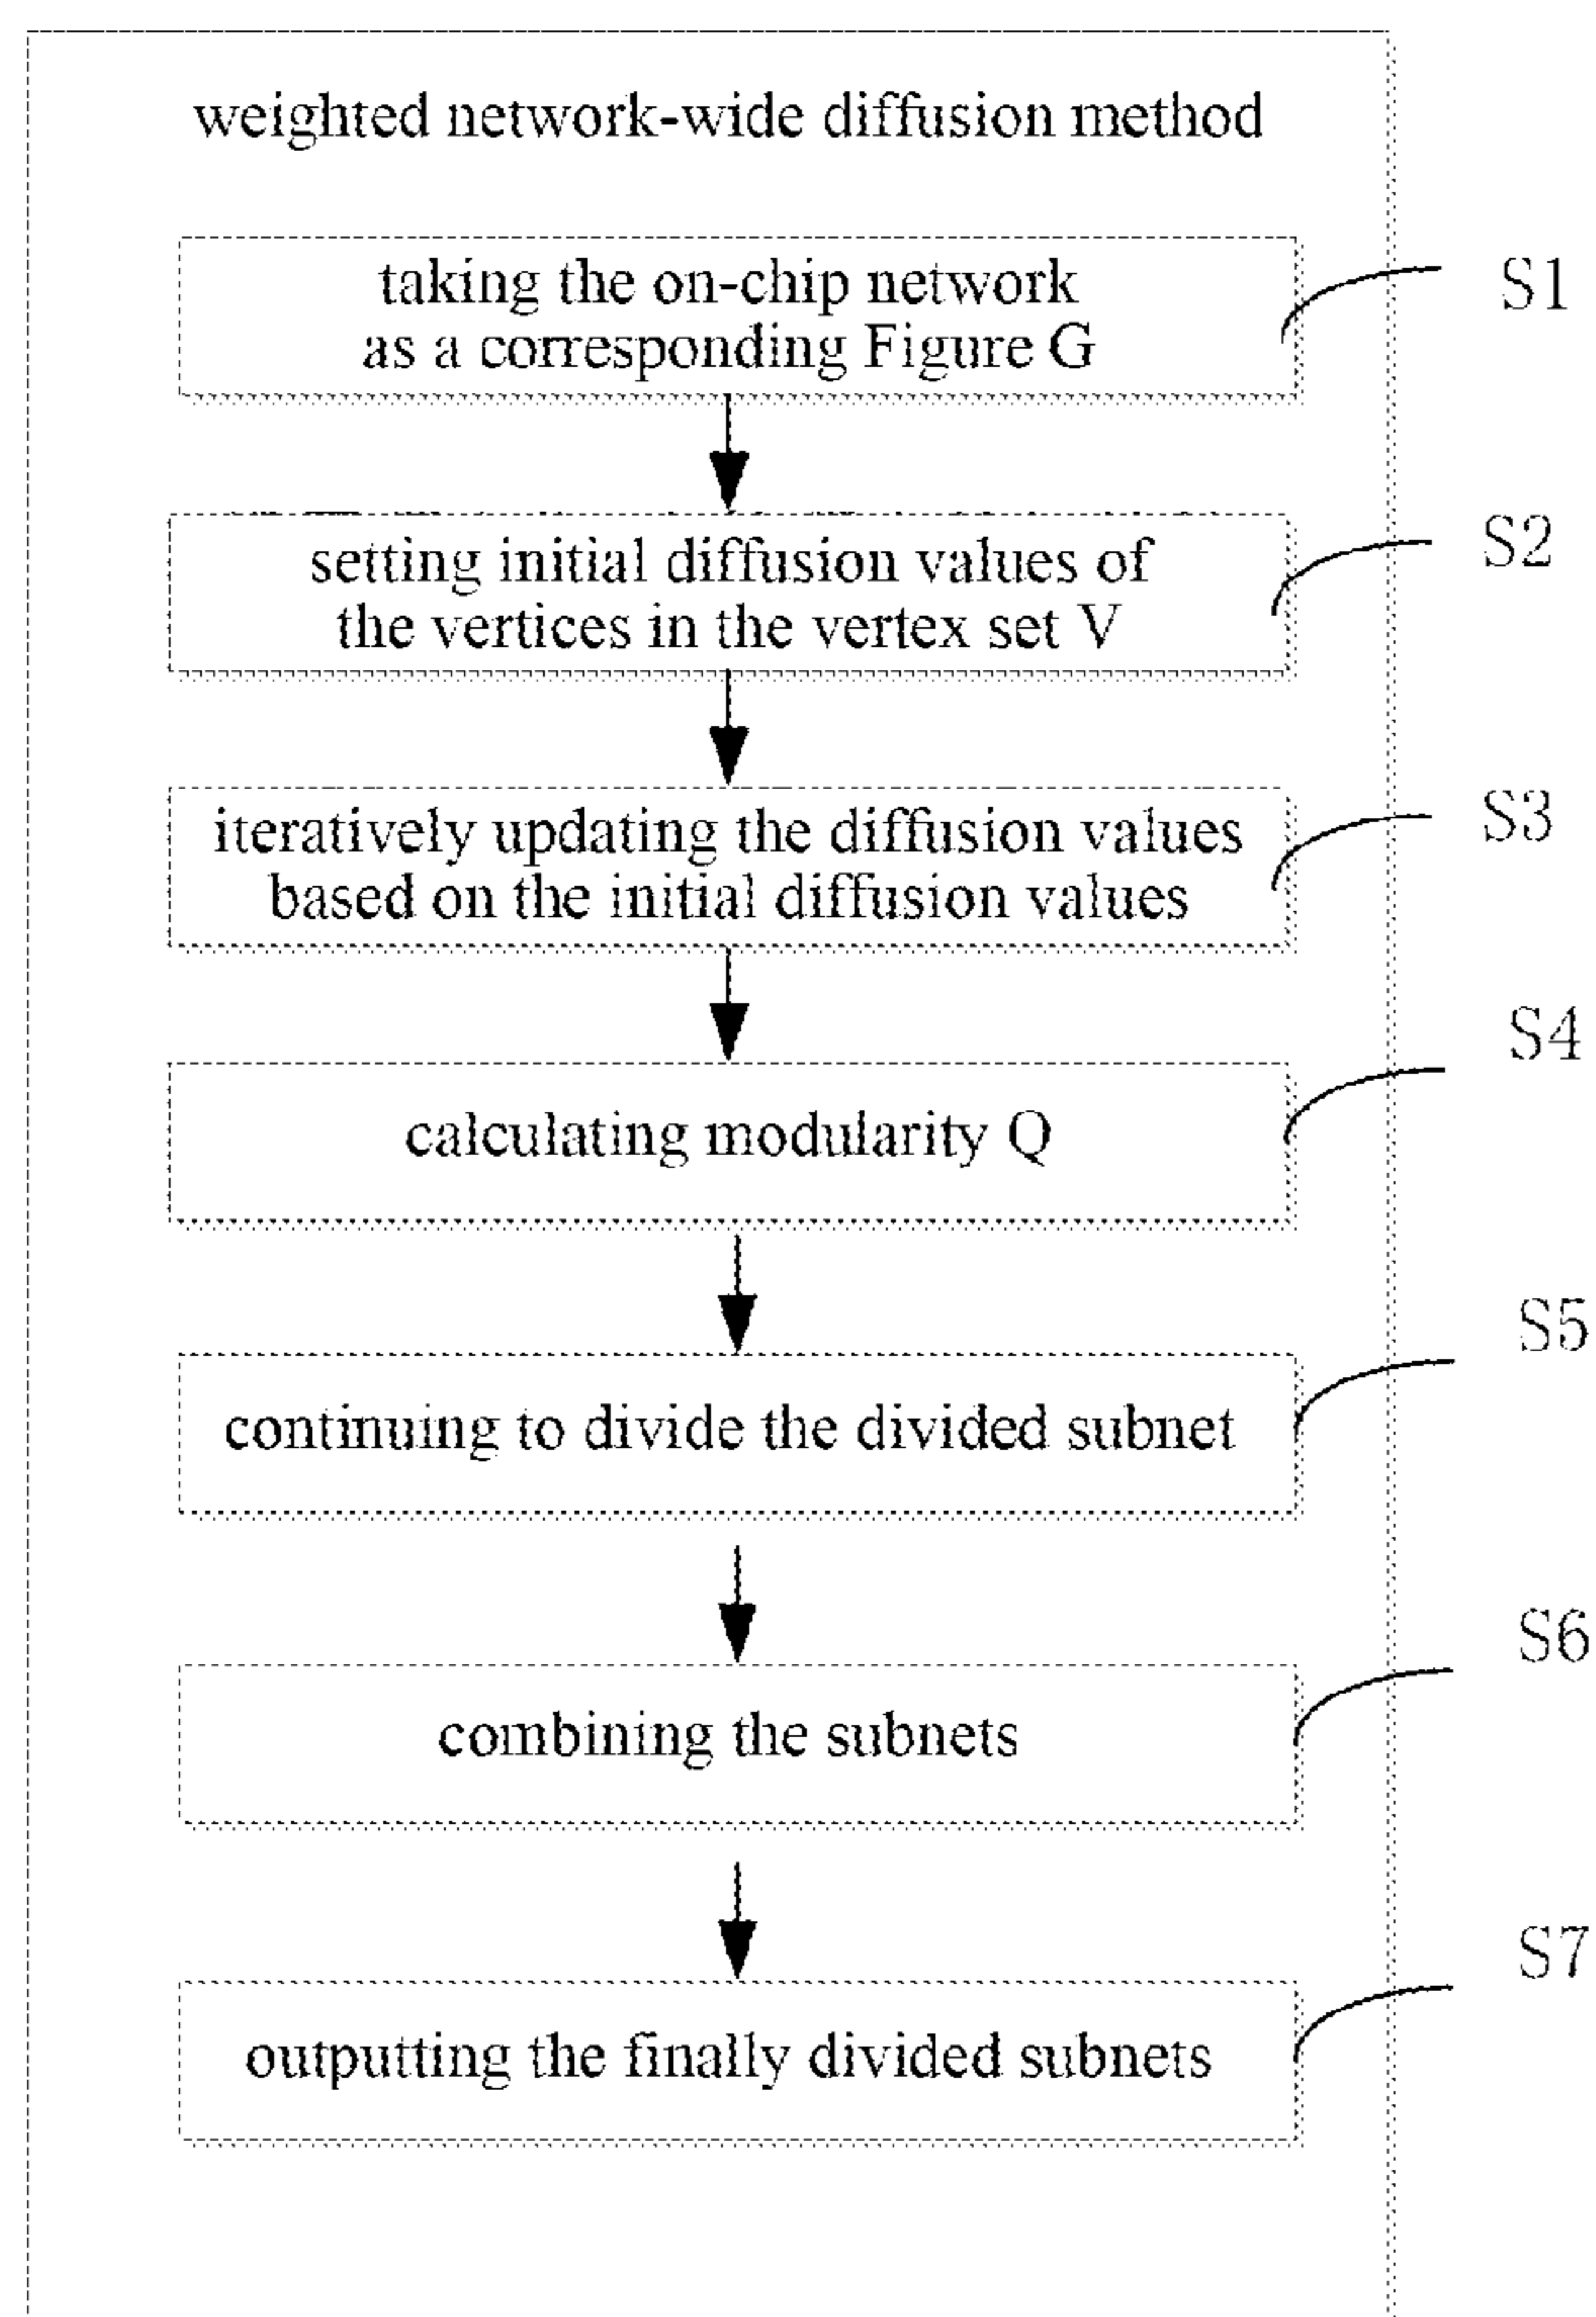 weighted network-wide diffusion method
taking the on-chip network
as a corresponding Figure G
S1
setting initial diffusion values of
the vertices in the vertex set V
S2
iteratively updating the diffusion values
based on the initial diffusion values
S3
calculating modularity Q
S4
continuing to divide the divided subnet
S5
combining the subnets
S6
outputting the finally divided subnets
S7